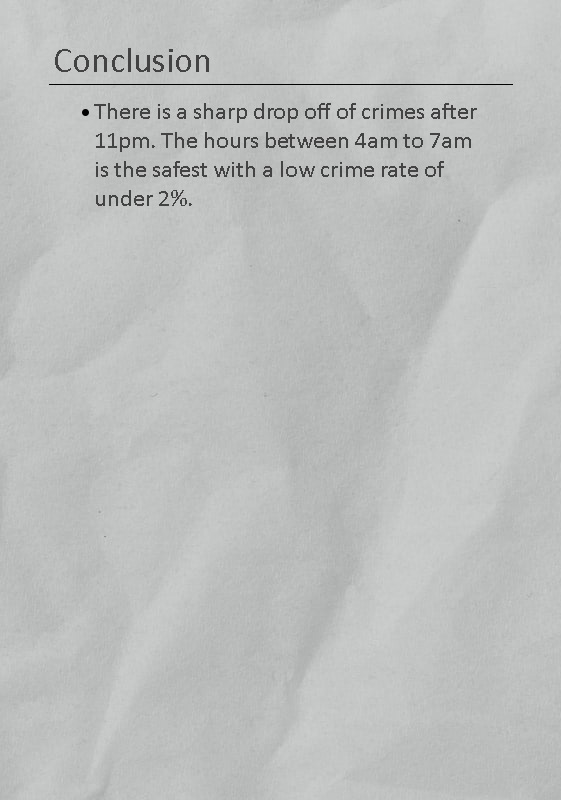 Conclusion
• There is a sharp drop off of crimes after
11pm. The hours between 4am to 7am
is the safest with a low crime rate of
under 2%.